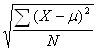 √(∑(X − μ)² / N)